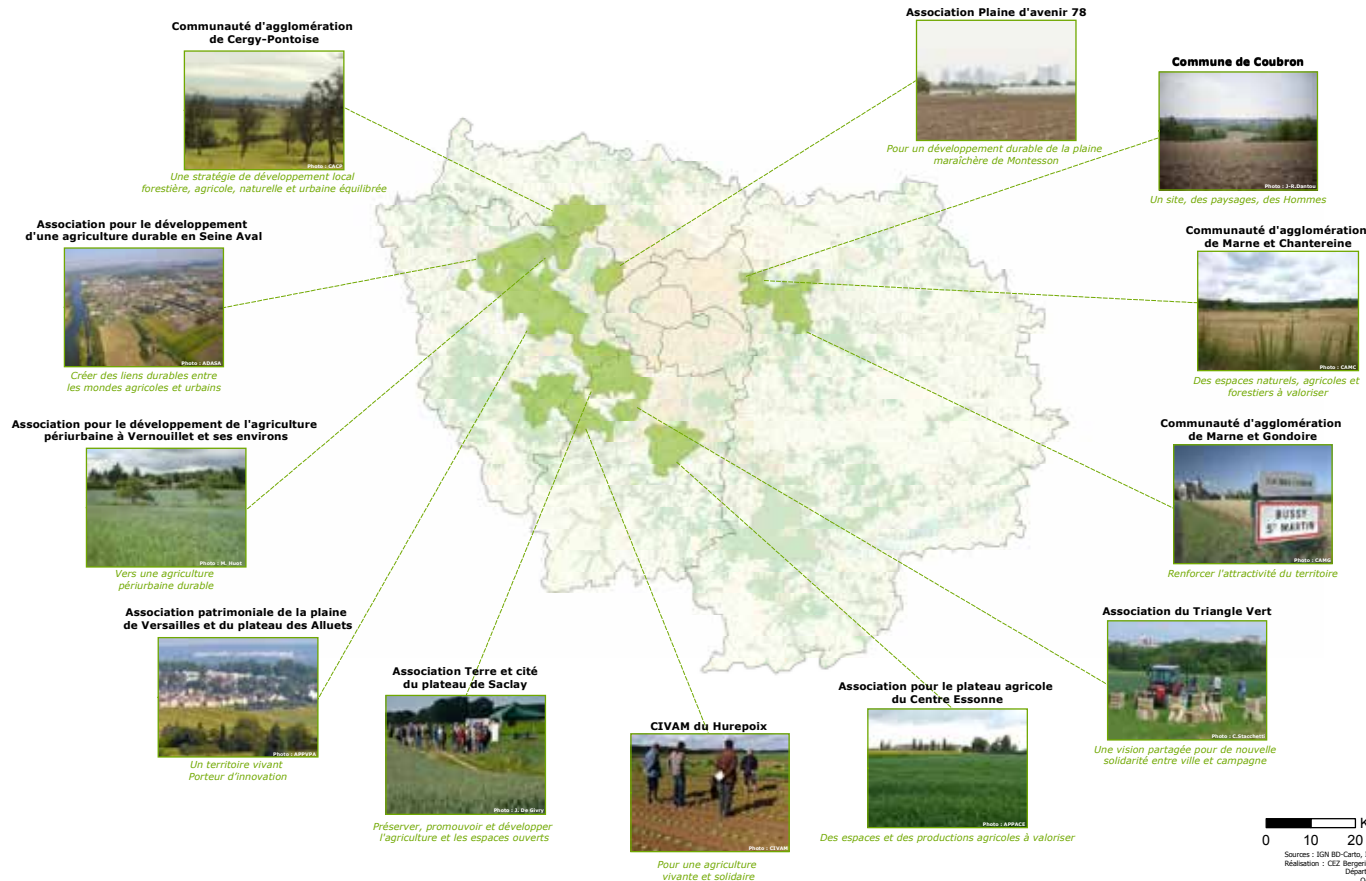 Communauté d'agglomération
de Cergy-Pontoise
Photo : CACP
Une stratégie de développement local
forestière, agricole, naturelle et urbaine équilibrée
Association Plaine d'avenir 78
Pour un développement durable de la plaine
maraîchère de Montesson
Commune de Coubron
Photo : J-R.Dantou
Un site, des paysages, des Hommes
Association pour le développement
d'une agriculture durable en Seine Aval
Photo : ADASA
Créer des liens durables entre
les mondes agricoles et urbains
Communauté d'agglomération
de Marne et Chantereine
Photo : CAMC
Des espaces naturels, agricoles et
forestiers à valoriser
Association pour le développement de l'agriculture
périurbaine à Vernouillet et ses environs
Photo : M. Huet
Vers une agriculture
périurbaine durable
Communauté d'agglomération
de Marne et Gondoire
BUSSY
ST MARTIN
Photo : CAMG
Renforcer l'attractivité du territoire
Association patrimoniale de la plaine
de Versailles et du plateau des Alluets
Photo : APPVPA
Un territoire vivant
Porteur d'innovation
Association Terre et cité
du plateau de Saclay
Photo : J. De Givry
Préserver, promouvoir et développer
l'agriculture et les espaces ouverts
CIVAM du Hurepoix
Photo : CIVAM
Pour une agriculture
vivante et solidaire
Association pour le plateau agricole
du Centre Essonne
Photo : APPACE
Des espaces et des productions agricoles à valoriser
Association du Triangle Vert
Photo : C.Stacchetti
Une vision partagée pour de nouvelle
solidarité entre ville et campagne
0 10 20 K
Sources : IGN BD-Carto,
Réalisation : CEZ Bergeri
Départ